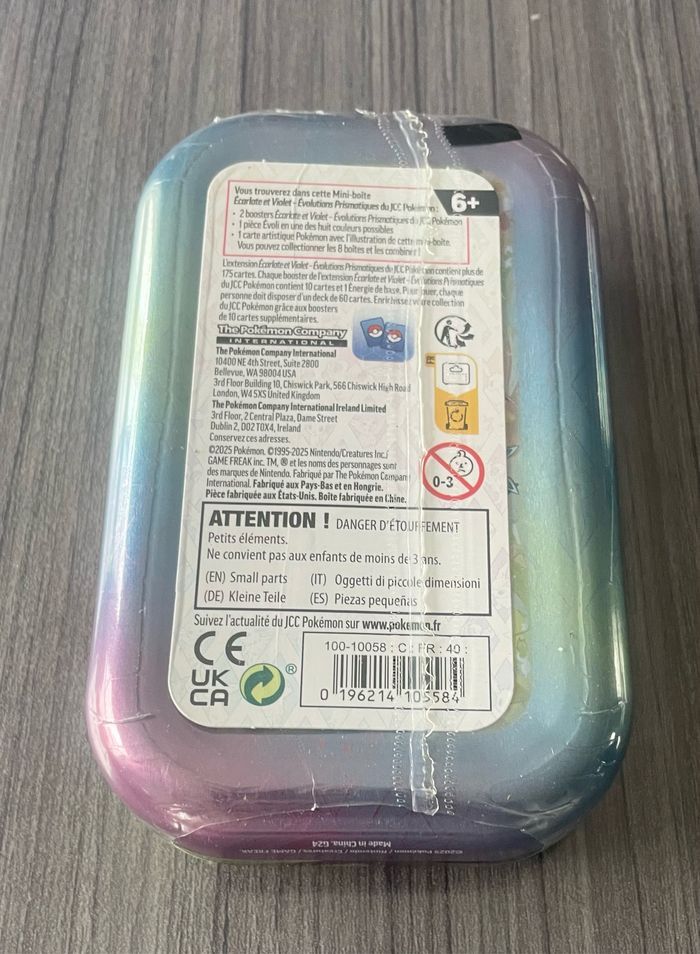 Vous trouverez dans cette Mini-boîte
Écarlate et Violet – Évolutions Prismatiques du JCC Pokémon :
6+
• 2 boosters Écarlate et Violet – Évolutions Prismatiques du JCC Pokémon
• 1 pièce Évoli en une des huit couleurs possibles
• 1 carte artistique Pokémon avec l'illustration de cette mini-boîte.
Vous pouvez collectionner les 8 boîtes et les combiner !
L'extension Écarlate et Violet – Évolutions Prismatiques du JCC Pokémon contient plus de
175 cartes. Chaque booster de l'extension Écarlate et Violet – Évolutions Prismatiques
du JCC Pokémon contient 10 cartes et 1 Énergie de base. Pour jouer, chaque
personne doit disposer d'un deck de 60 cartes. Enrichissez votre collection
du JCC Pokémon grâce aux boosters
de 10 cartes supplémentaires.
The Pokémon Company
INTERNATIONAL
The Pokémon Company International
10400 NE 4th Street, Suite 2800
Bellevue, WA 98004 USA
3rd Floor Building 10, Chiswick Park, 566 Chiswick High Road
London, W4 5XS United Kingdom
The Pokémon Company International Ireland Limited
3rd Floor, 2 Central Plaza, Dame Street
Dublin 2, D02 T0X4, Ireland
Conservez ces adresses.
©2025 Pokémon. ©1995-2025 Nintendo/Creatures Inc./
GAME FREAK inc. TM, ® et les noms des personnages sont
des marques de Nintendo. Fabriqué par The Pokémon Company
International. Fabriqué aux Pays-Bas et en Hongrie.
Pièce fabriquée aux États-Unis. Boîte fabriquée en Chine.
FR
0-3
ATTENTION ! DANGER D'ÉTOUFFEMENT
Petits éléments.
Ne convient pas aux enfants de moins de 3 ans.
(EN) Small parts (IT) Oggetti di piccole dimensioni
(DE) Kleine Teile (ES) Piezas pequeñas
Suivez l'actualité du JCC Pokémon sur www.pokemon.fr
CE
UK
CA
®
100-10058 : C : FR : 40 :
0 196214 105584
Made in China. G24
©2025 Pokémon / Nintendo / Creatures / GAME FREAK.